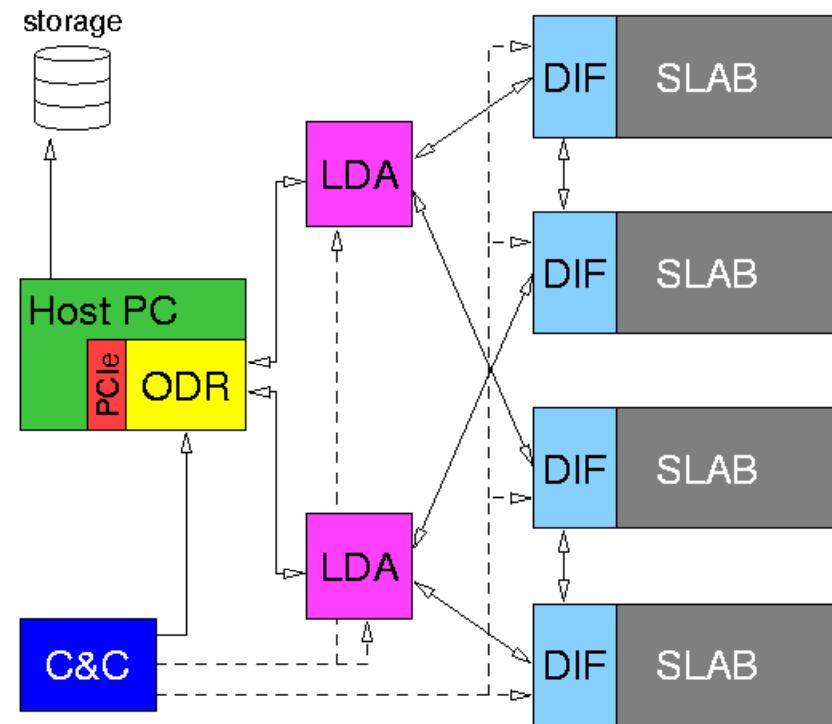 storage
DIF SLAB
LDA
DIF SLAB
Host PC
PCIe
ODR
DIF SLAB
LDA
DIF SLAB
C&C